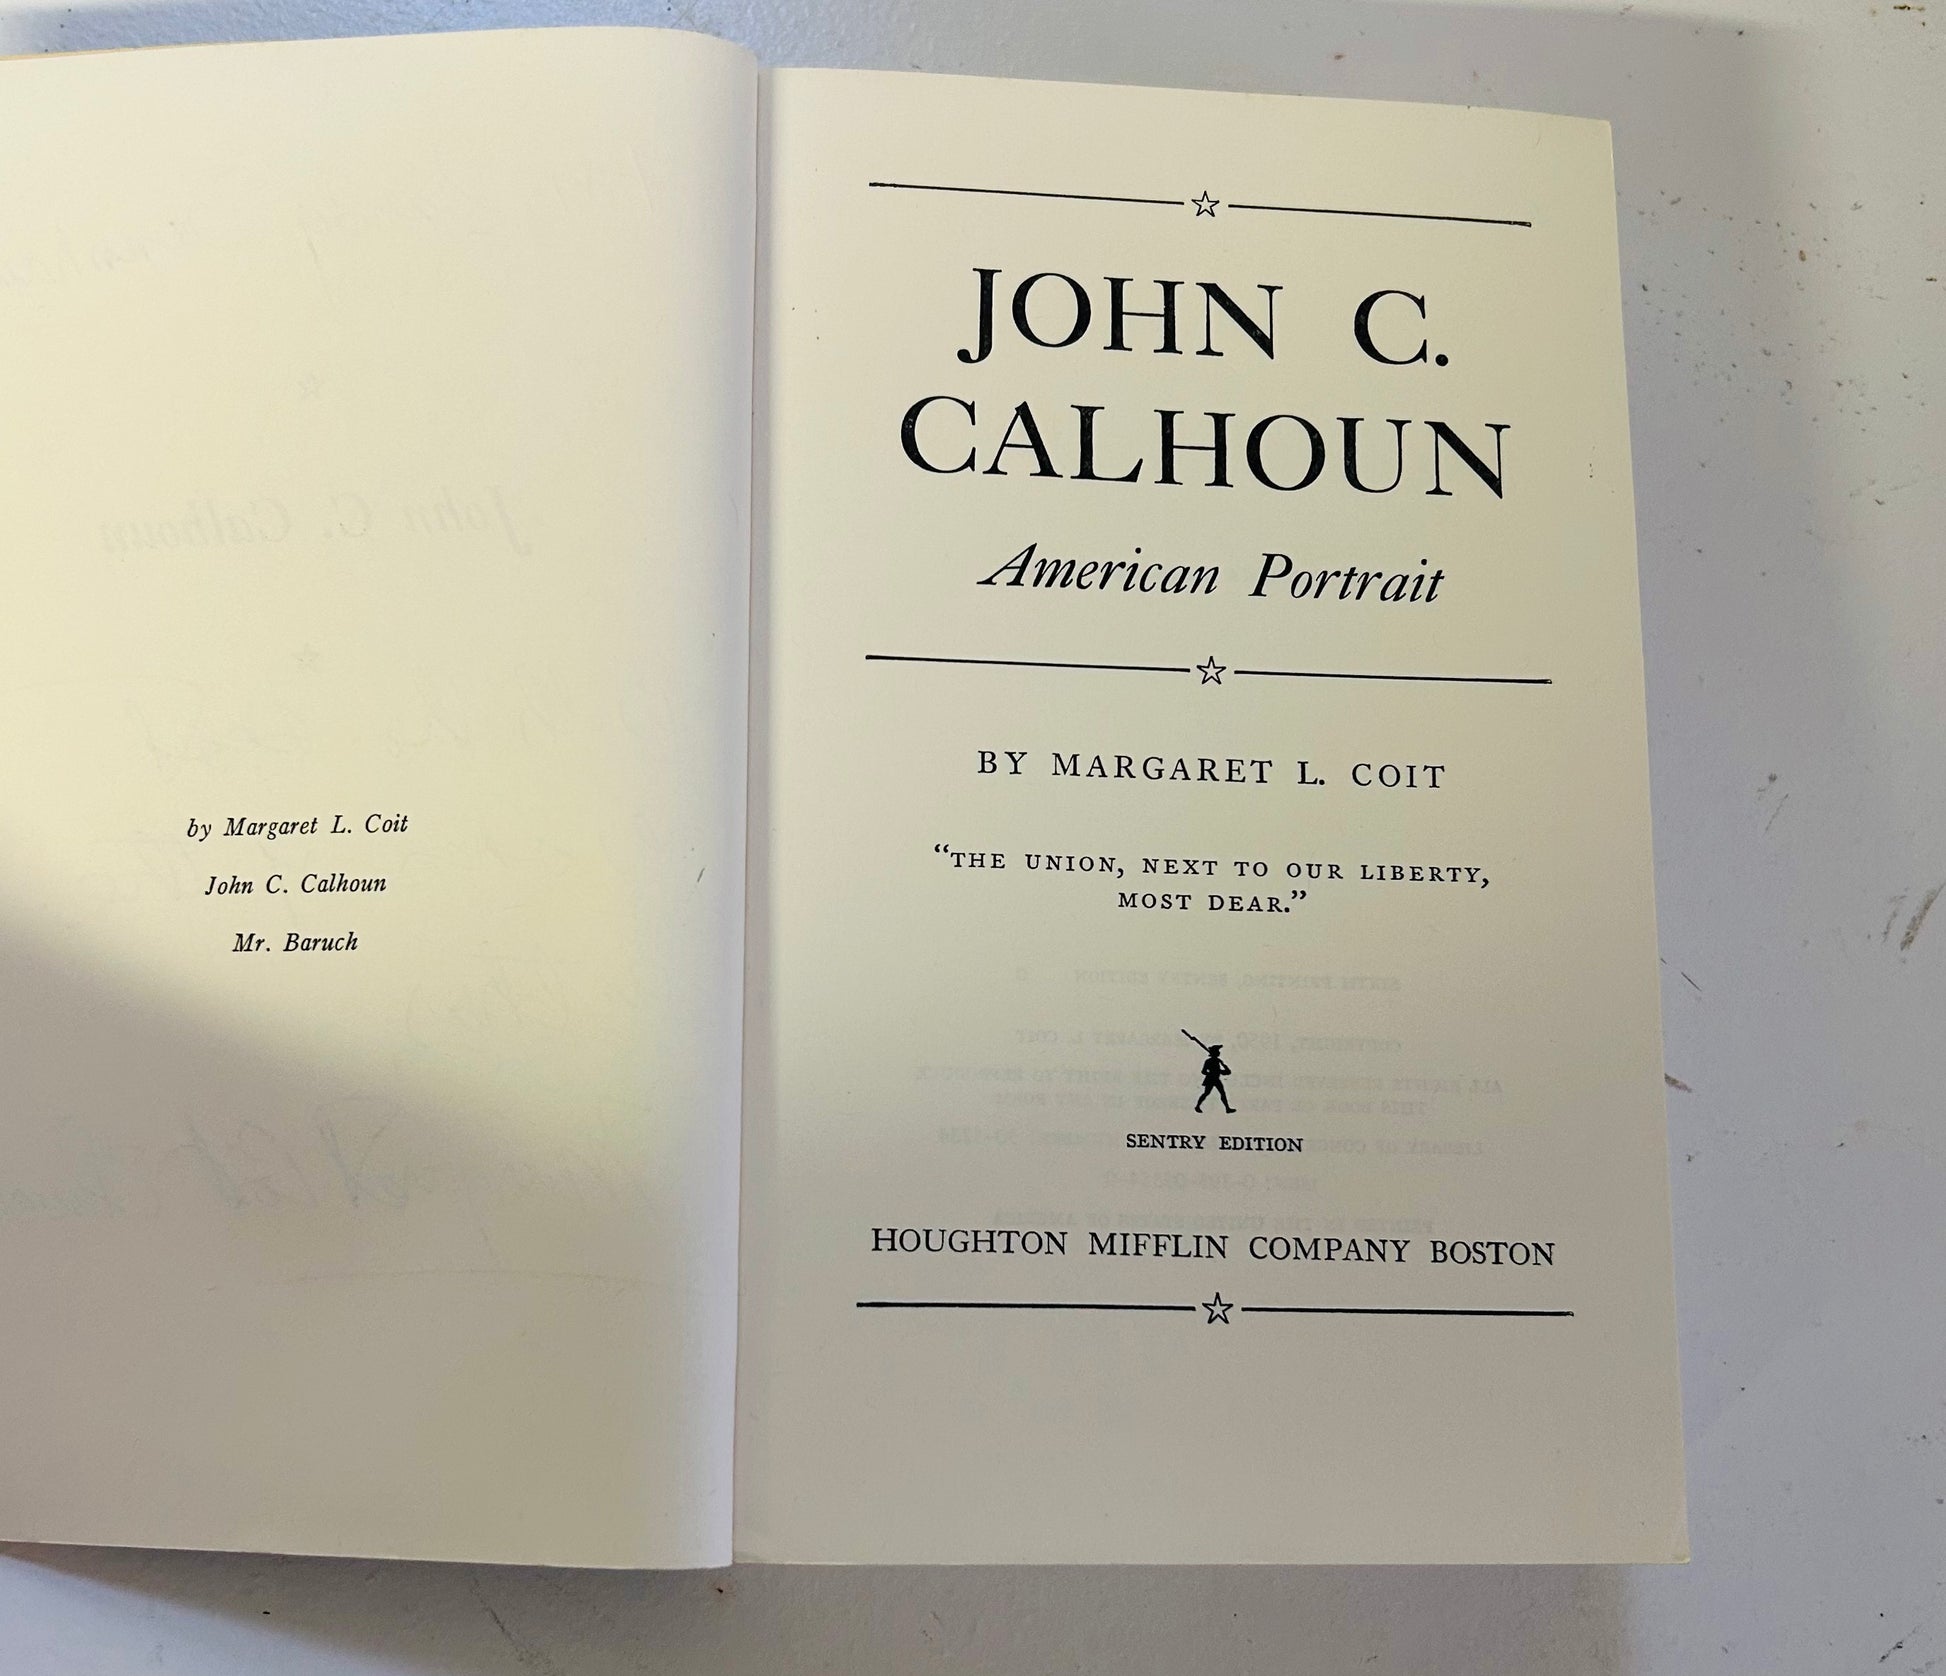 by Margaret L. Coit
John C. Calhoun
Mr. Baruch
JOHN C.
CALHOUN
American Portrait
BY MARGARET L. COIT
“THE UNION, NEXT TO OUR LIBERTY,
MOST DEAR.”
SENTRY EDITION
HOUGHTON MIFFLIN COMPANY BOSTON